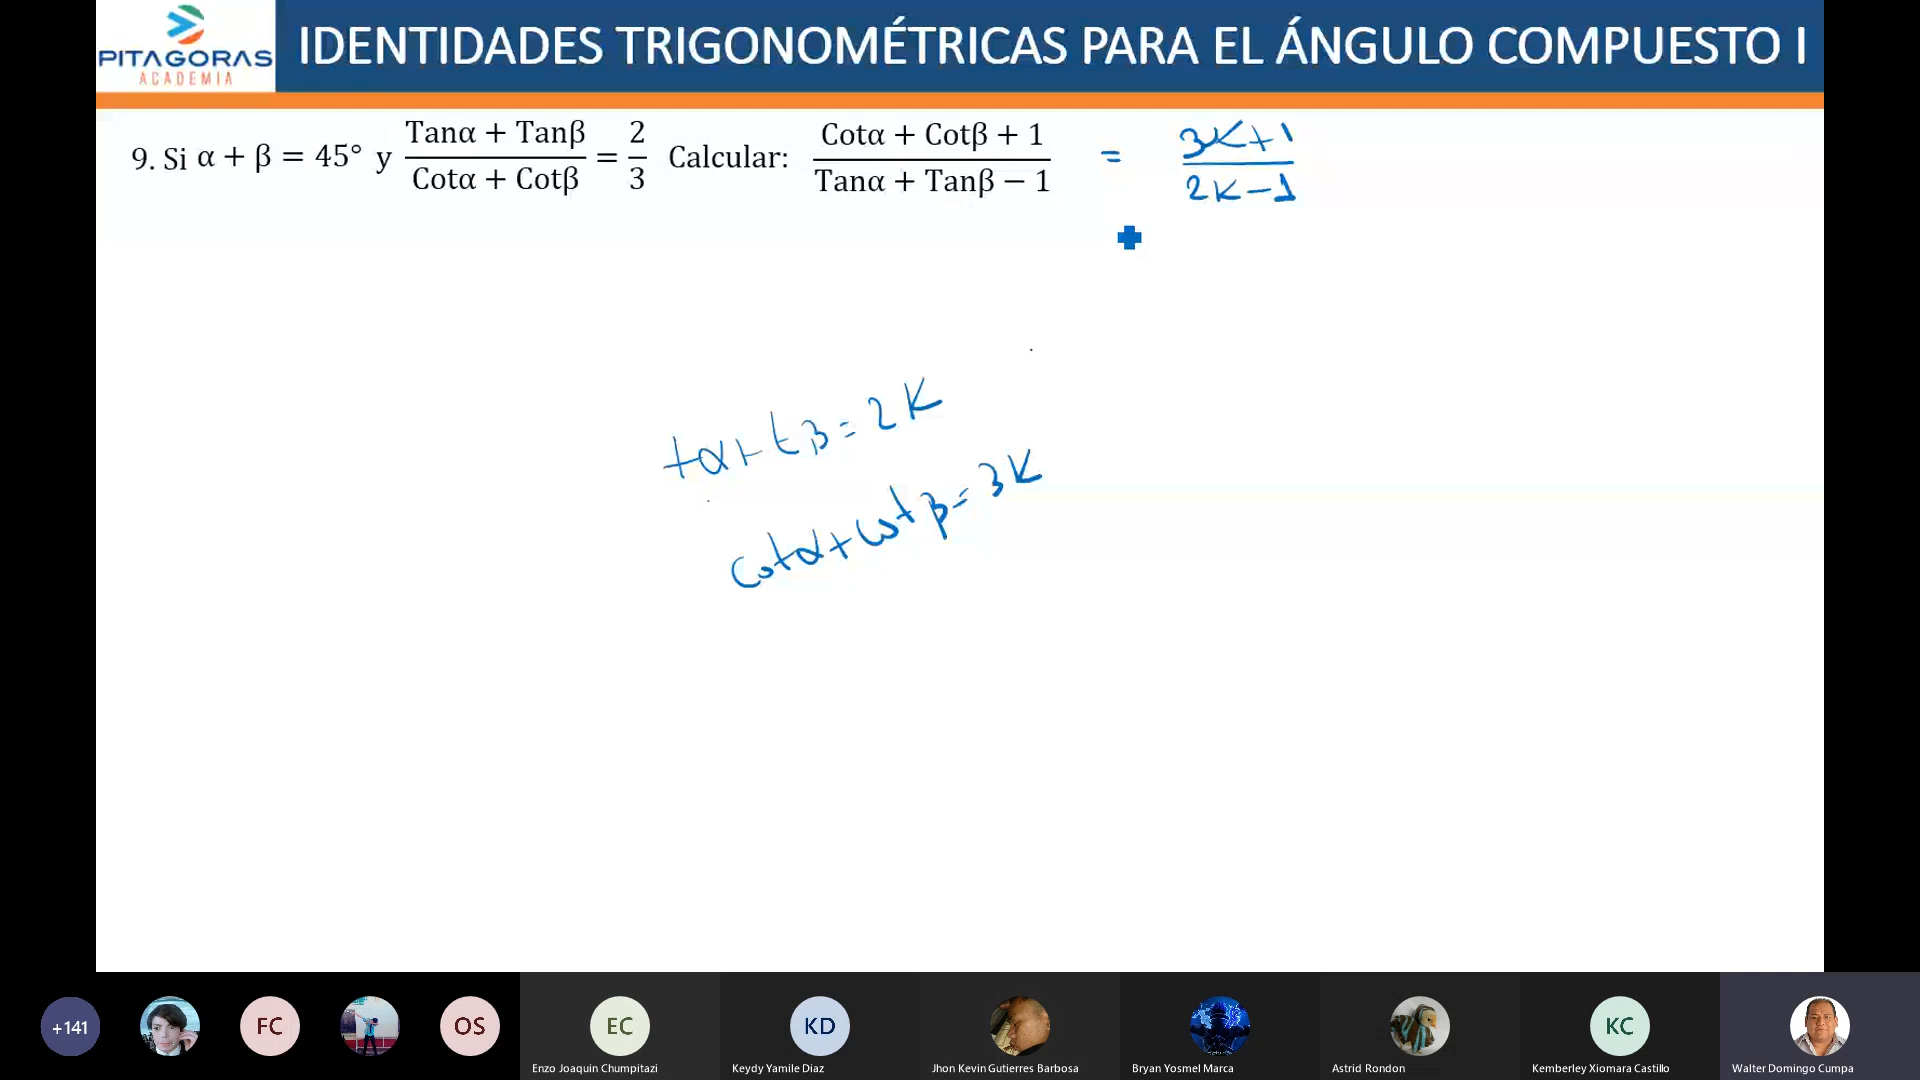 PITAGORAS
ACADEMIA
IDENTIDADES TRIGONOMÉTRICAS PARA EL ÁNGULO COMPUESTO I
9. Si α + β = 45° y (Tanα + Tanβ)/(Cotα + Cotβ) = 2/3 Calcular: (Cotα + Cotβ + 1)/(Tanα + Tanβ − 1) = (3K+1)/(2K−1)
tα+tβ=2K
Cotα+Cotβ=3K
+141
FC
OS
EC
KD
KC
Enzo Joaquin Chumpitazi
Keydy Yamile Diaz
Jhon Kevin Gutierres Barbosa
Bryan Yosmel Marca
Astrid Rondon
Kemberley Xiomara Castillo
Walter Domingo Cumpa